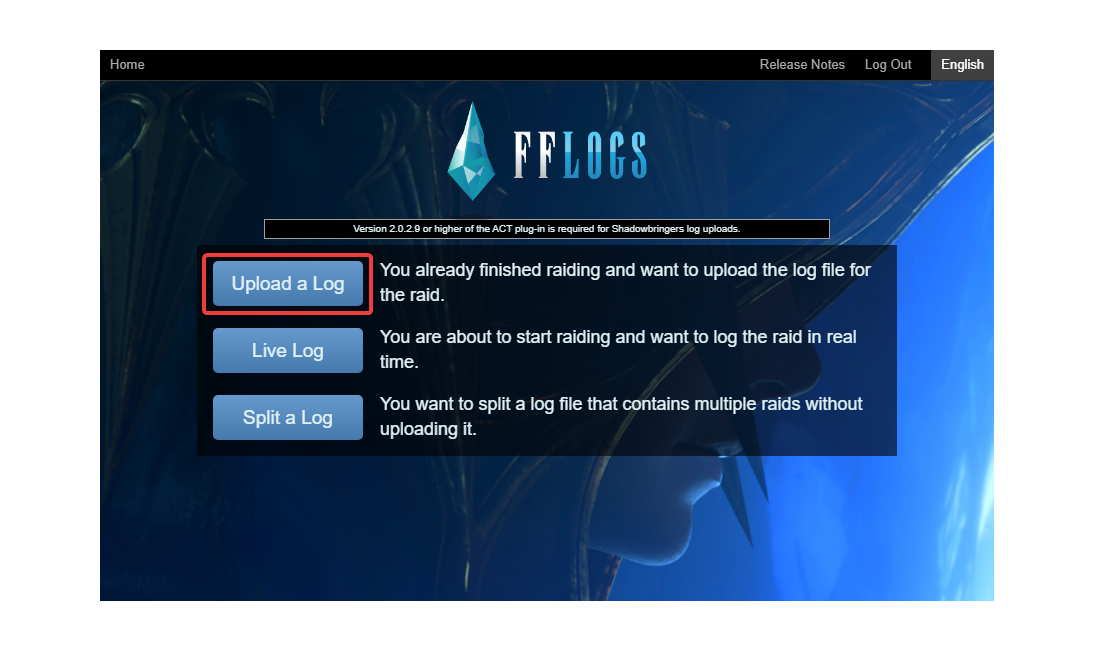 Home
Release Notes
Log Out
English
FFLOGS
Version 2.0.2.9 or higher of the ACT plug-in is required for Shadowbringers log uploads.
Upload a Log
You already finished raiding and want to upload the log file for
the raid.
Live Log
You are about to start raiding and want to log the raid in real
time.
Split a Log
You want to split a log file that contains multiple raids without
uploading it.